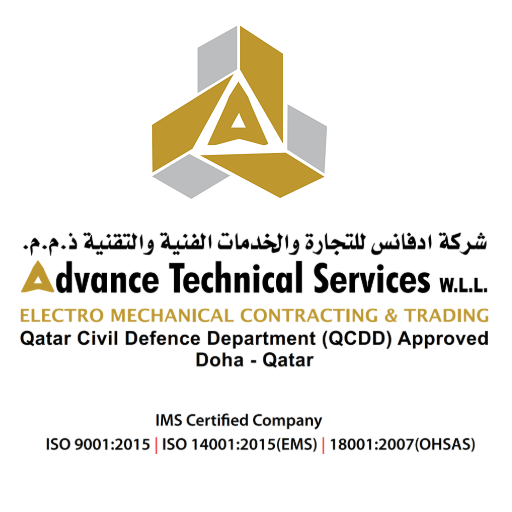 شركة ادفانس للتجارة والخدمات الفنية والتقنية ذ.م.م.
Advance Technical Services W.L.L.
ELECTRO MECHANICAL CONTRACTING & TRADING
Qatar Civil Defence Department (QCDD) Approved
Doha - Qatar
IMS Certified Company
ISO 9001:2015 | ISO 14001:2015(EMS) | 18001:2007(OHSAS)